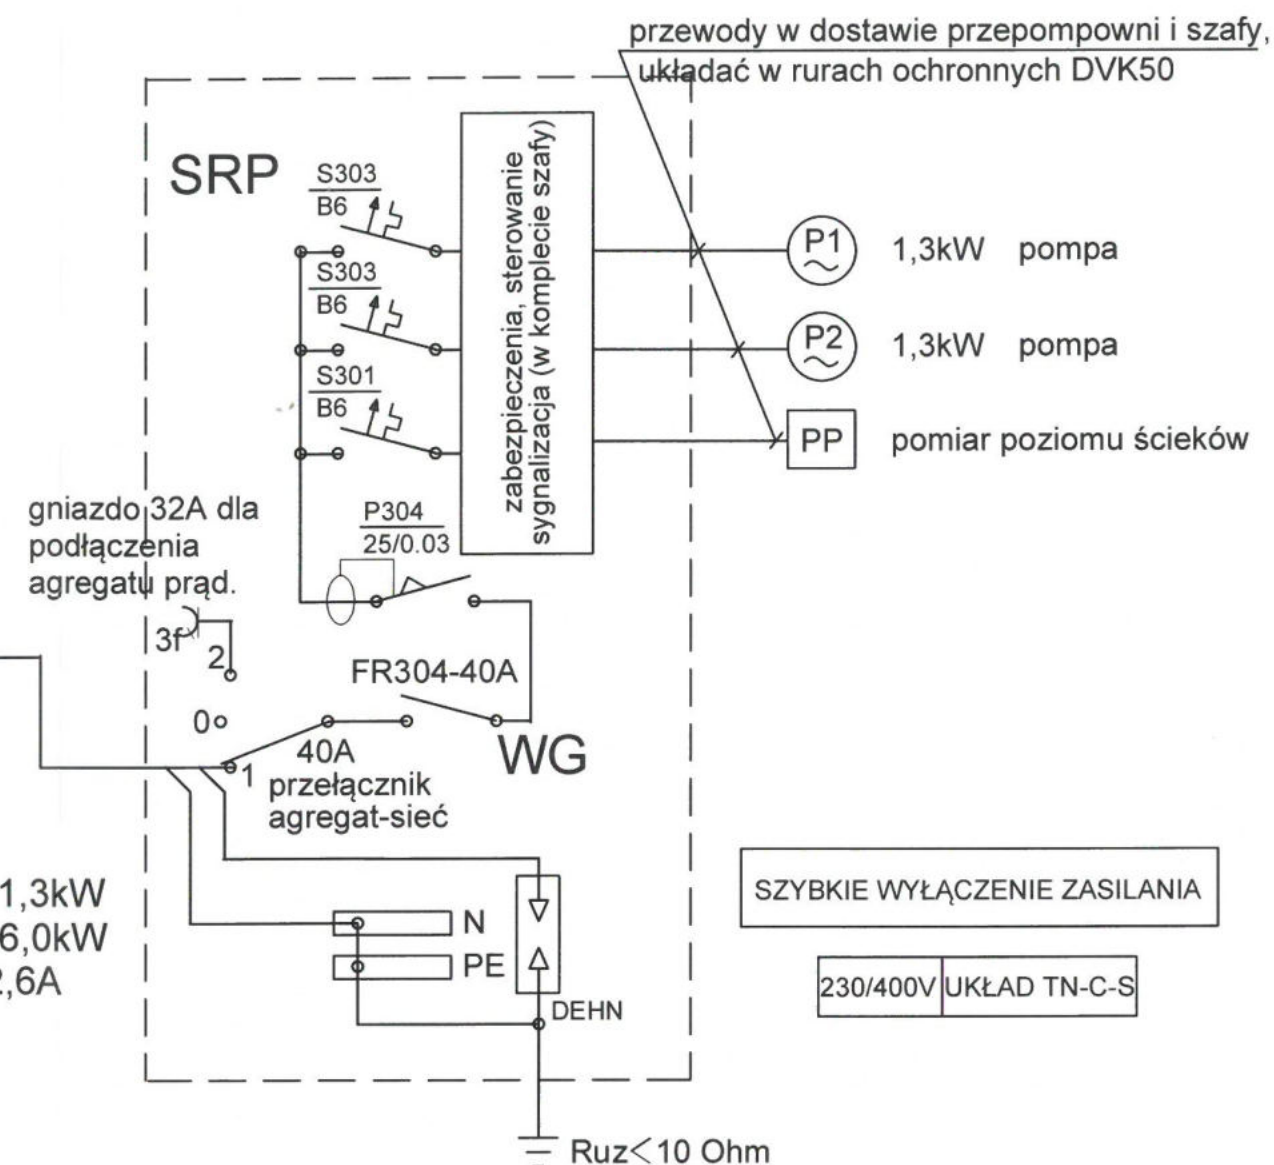 przewody w dostawie przepompowni i szafy,
układać w rurach ochronnych DVK50
SRP
S303
B6
S303
B6
S301
B6
zabezpieczenia, sterowanie
sygnalizacja (w komplecie szafy)
P1
1,3kW pompa
P2
1,3kW pompa
PP
pomiar poziomu ścieków
gniazdo 32A dla
podłączenia
agregatu prąd.
P304
25/0.03
3f
2
FR304-40A
0
WG
40A
1
przełącznik
agregat-sieć
1,3kW
6,0kW
2,6A
N
PE
DEHN
SZYBKIE WYŁĄCZENIE ZASILANIA
230/400V UKŁAD TN-C-S
Ruz<10 Ohm